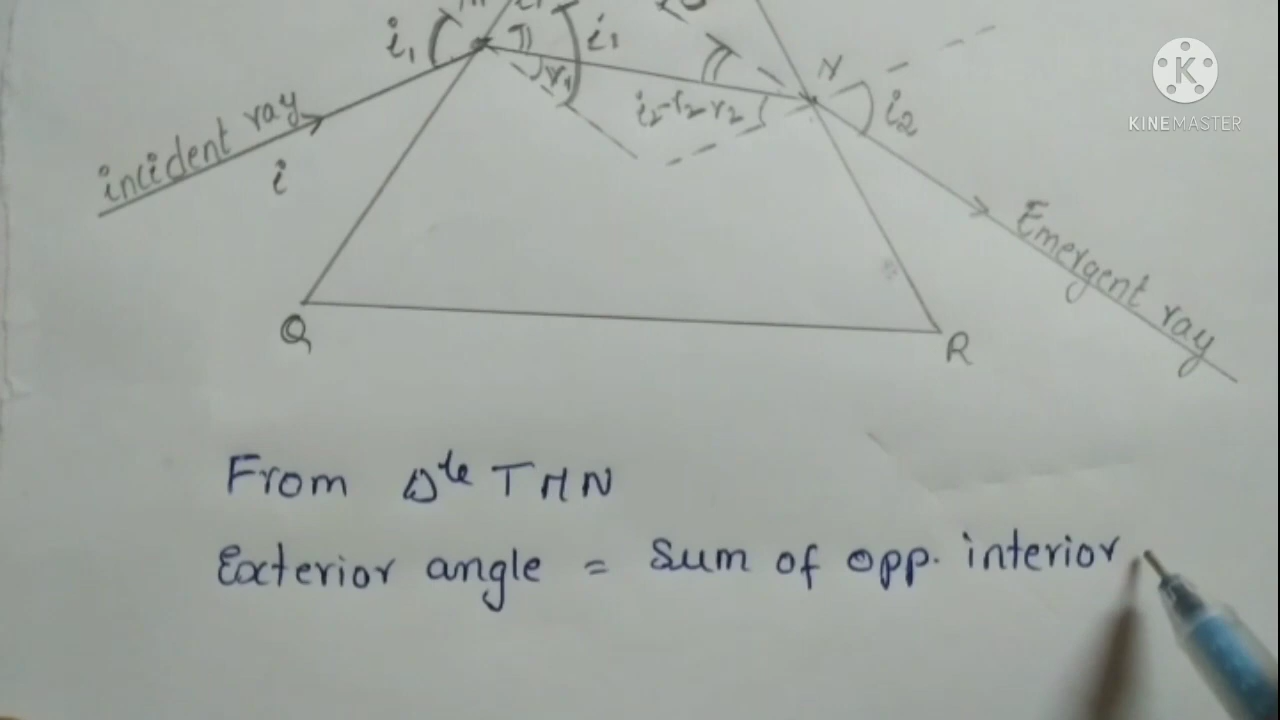 i₁
i₁
r₁
N
i₂-r₂
r₂
i₂
K
KINEMASTER
incident ray
i
Emergent ray
Q
R
From Δle TMN
Exterior angle = Sum of opp. interior